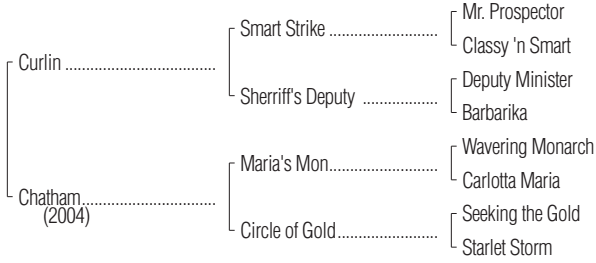 Mr. Prospector
Smart Strike ..............................
Classy 'n Smart
Curlin ..........................................
Deputy Minister
Sherriff's Deputy .....................
Barbarika
Wavering Monarch
Maria's Mon..............................
Carlotta Maria
Chatham.....................................
(2004)
Seeking the Gold
Circle of Gold............................
Starlet Storm